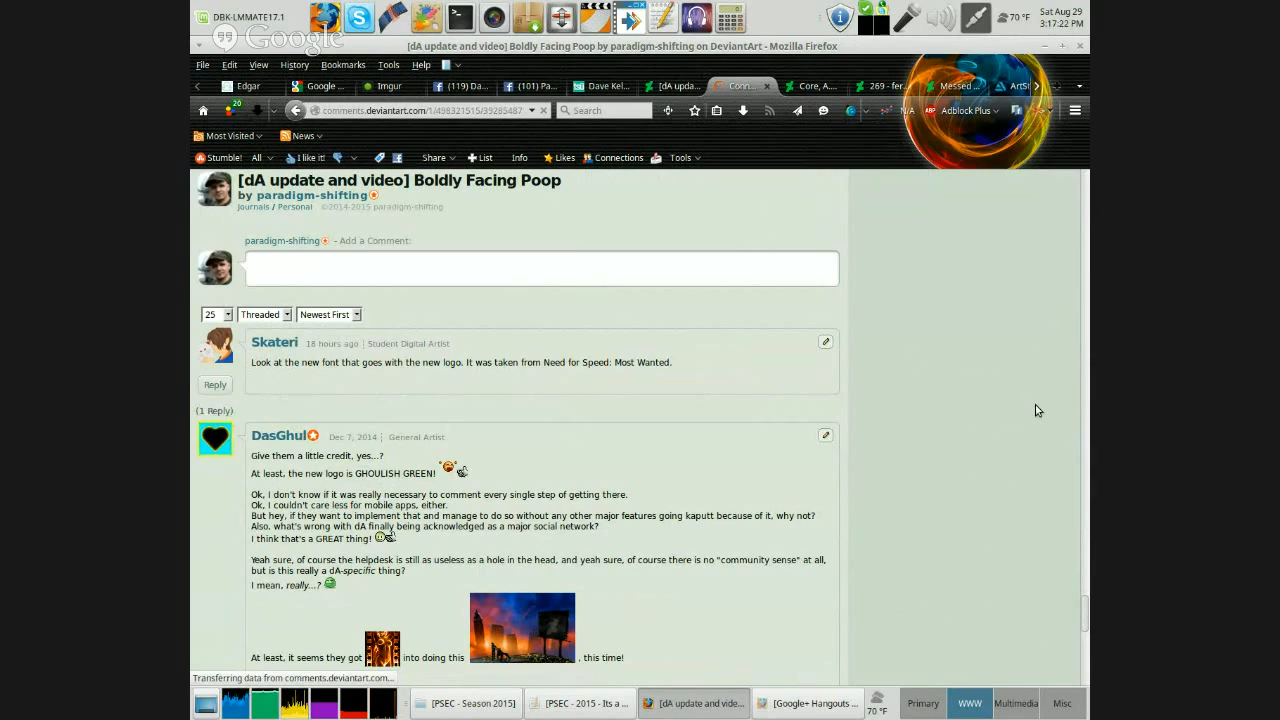 DBK-LMMATE17.1
Sat Aug 29
70 °F
3:17:22 PM
Google
[dA update and video] Boldly Facing Poop by paradigm-shifting on DeviantArt - Mozilla Firefox
File Edit View History Bookmarks Tools Help
Edgar
Google ...
Imgur
(119) Da...
(101) Pa...
Dave Kel...
[dA upda...
Conn...
Core, A...
269 - fer...
Messed ...
ArtSt
20
comments.deviantart.com/1/498321515/39285487
Search
N/A
ABP Adblock Plus
Most Visited
News
Stumble! All I like it! Share List Info Likes Connections Tools
[dA update and video] Boldly Facing Poop
by paradigm-shifting
Journals / Personal ©2014-2015 paradigm-shifting
paradigm-shifting - Add a Comment:
25 Threaded Newest First
Skateri 18 hours ago Student Digital Artist
Look at the new font that goes with the new logo. It was taken from Need for Speed: Most Wanted.
Reply
(1 Reply)
DasGhul Dec 7, 2014 General Artist
Give them a little credit, yes...?
At least, the new logo is GHOULISH GREEN!
Ok, I don't know if it was really necessary to comment every single step of getting there.
Ok, I couldn't care less for mobile apps, either.
But hey, if they want to implement that and manage to do so without any other major features going kaputt because of it, why not?
Also, what's wrong with dA finally being acknowledged as a major social network?
I think that's a GREAT thing!
Yeah sure, of course the helpdesk is still as useless as a hole in the head, and yeah sure, of course there is no "community sense" at all,
but is this really a dA-specific thing?
I mean, really...?
At least, it seems they got into doing this , this time!
Transferring data from comments.deviantart.com...
[PSEC - Season 2015]
[PSEC - 2015 - Its a ...
[dA update and vide...
[Google+ Hangouts ...
70 °F
Primary WWW Multimedia Misc